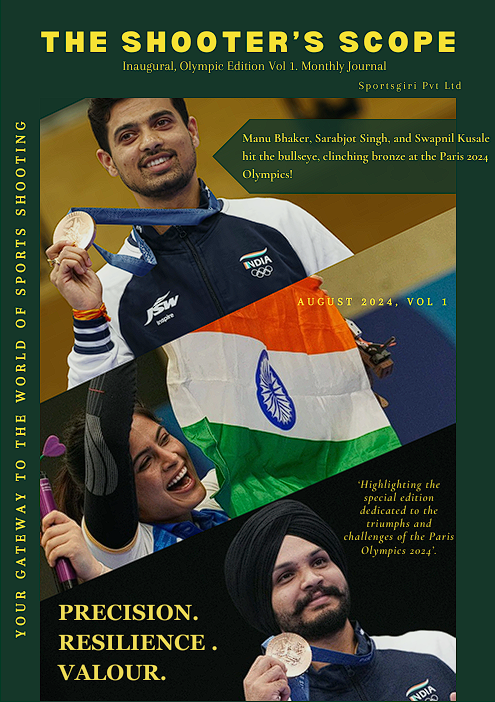 THE SHOOTER'S SCOPE
Inaugural, Olympic Edition Vol 1. Monthly Journal
Sportsgiri Pvt Ltd
Manu Bhaker, Sarabjot Singh, and Swapnil Kusale
hit the bullseye, clinching bronze at the Paris 2024
Olympics!
YOUR GATEWAY TO THE WORLD OF SPORTS SHOOTING
INDIA
JSW
Inspire
AUGUST 2024, VOL 1
'Highlighting the
special edition
dedicated to the
triumphs and
challenges of the Paris
Olympics 2024'.
PRECISION.
RESILIENCE .
VALOUR.
INDIA
JSW